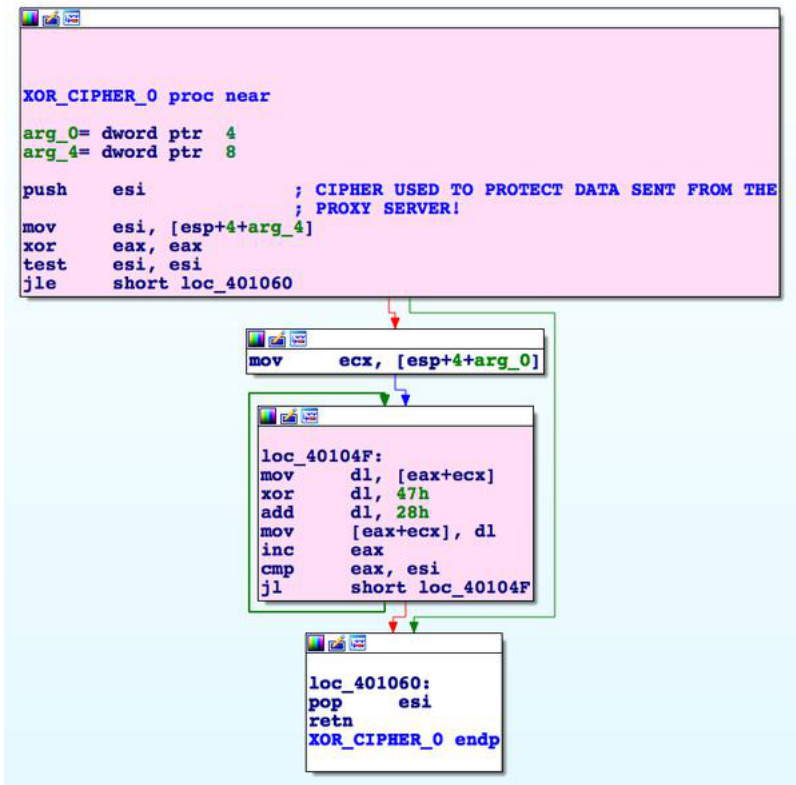 XOR_CIPHER_0 proc near
arg_0= dword ptr  4
arg_4= dword ptr  8
push    esi             ; CIPHER USED TO PROTECT DATA SENT FROM THE
                        ; PROXY SERVER!
mov     esi, [esp+4+arg_4]
xor     eax, eax
test    esi, esi
jle     short loc_401060
mov     ecx, [esp+4+arg_0]
loc_40104F:
mov     dl, [eax+ecx]
xor     dl, 47h
add     dl, 28h
mov     [eax+ecx], dl
inc     eax
cmp     eax, esi
jl      short loc_40104F
loc_401060:
pop     esi
retn
XOR_CIPHER_0 endp